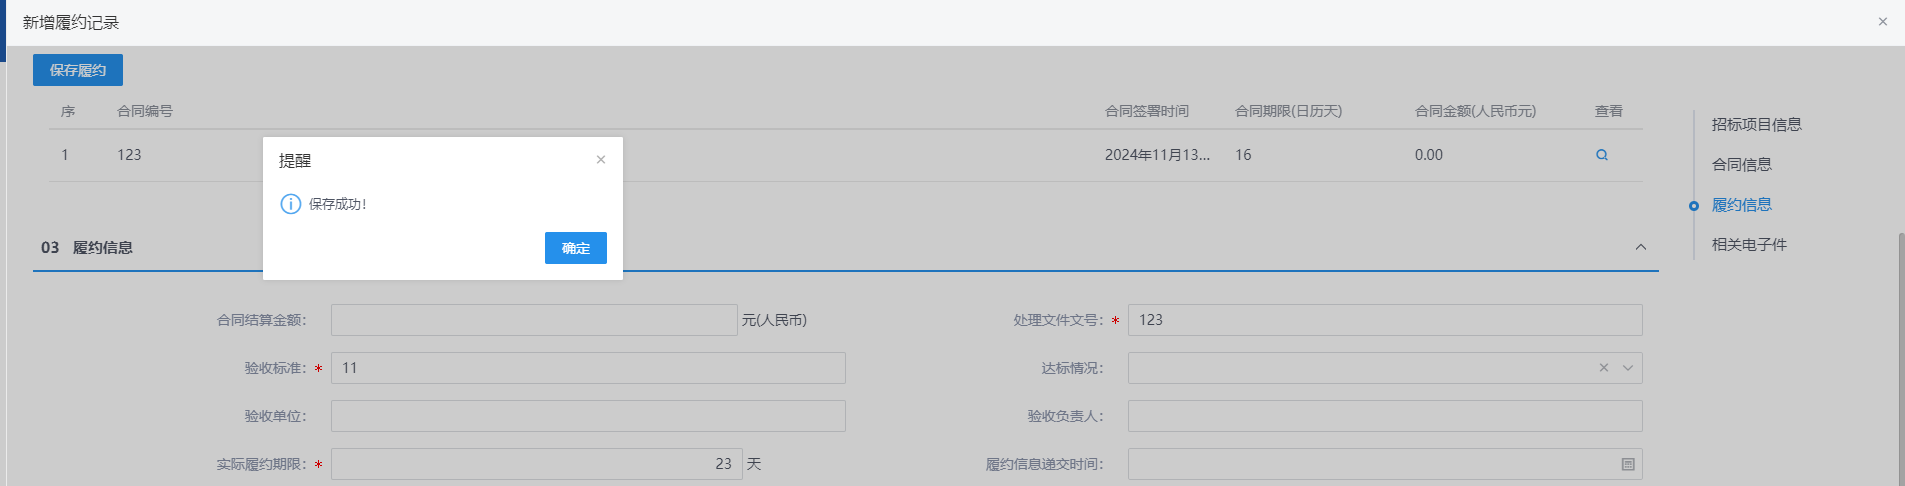 新增履约记录
保存履约
序 合同编号 合同签署时间 合同期限(日历天) 合同金额(人民币元) 查看
1 123 2024年11月13... 16 0.00
提醒
保存成功!
确定
03 履约信息
合同结算金额: 元(人民币) 处理文件文号: * 123
验收标准: * 11 达标情况:
验收单位: 验收负责人:
实际履约期限: * 23 天 履约信息递交时间:
招标项目信息
合同信息
履约信息
相关电子件